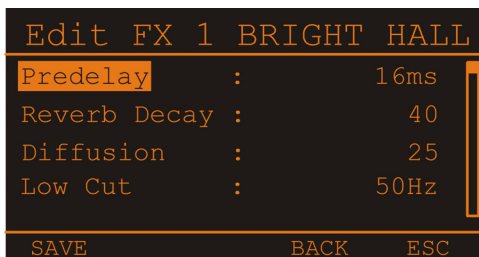 Edit FX 1 BRIGHT HALL
Predelay : 16ms
Reverb Decay : 40
Diffusion : 25
Low Cut : 50Hz
SAVE BACK ESC